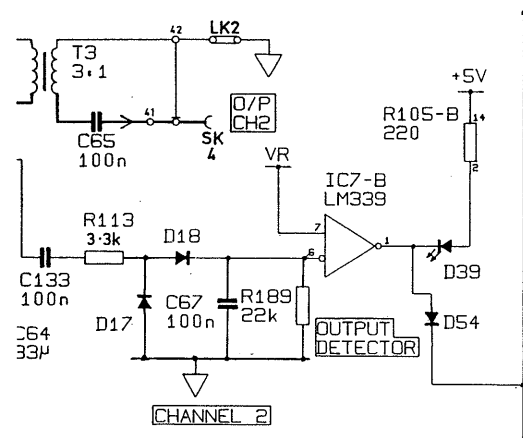 42
LK2
T3
3:1
41
C65
100n
SK
4
O/P
CH2
+5V
R105-B
220
14
2
VR
IC7-B
LM339
7
6
1
D39
D54
R113
3.3k
D18
C133
100n
D17
C67
100n
R189
22k
C64
33µ
OUTPUT
DETECTOR
CHANNEL 2